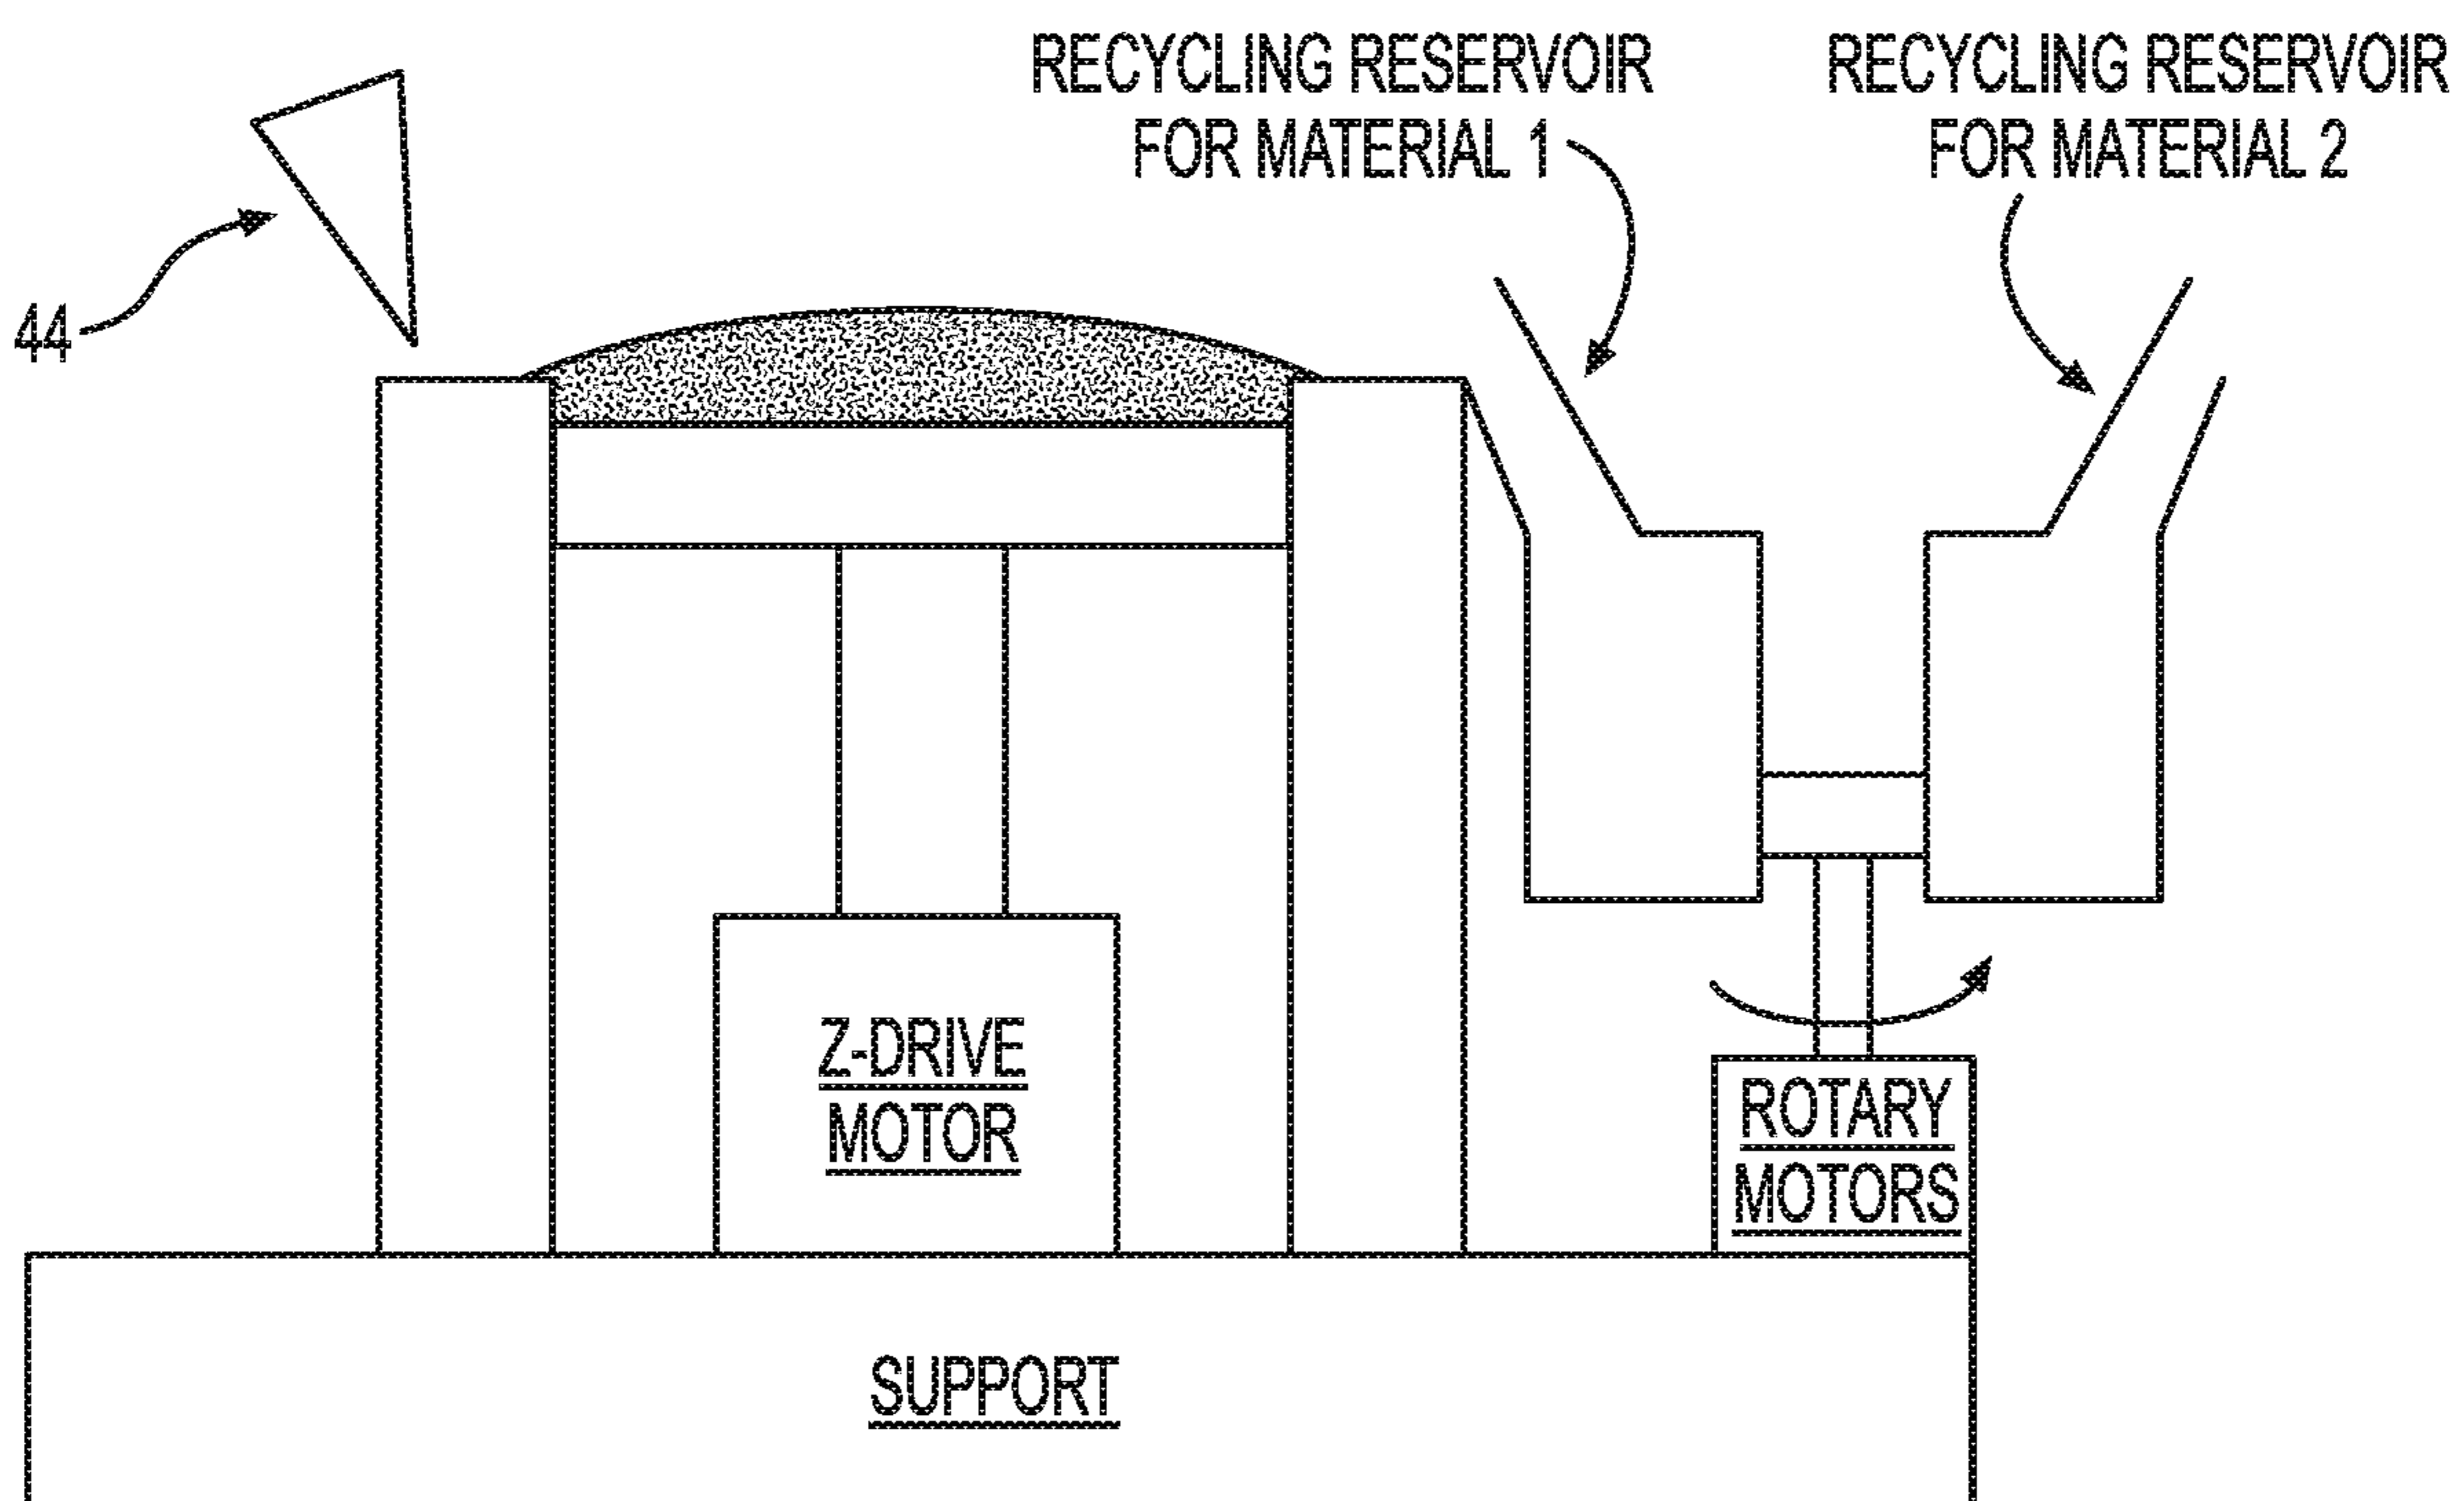 RECYCLING RESERVOIR
FOR MATERIAL 1
RECYCLING RESERVOIR
FOR MATERIAL 2
44
Z-DRIVE
MOTOR
ROTARY
MOTORS
SUPPORT